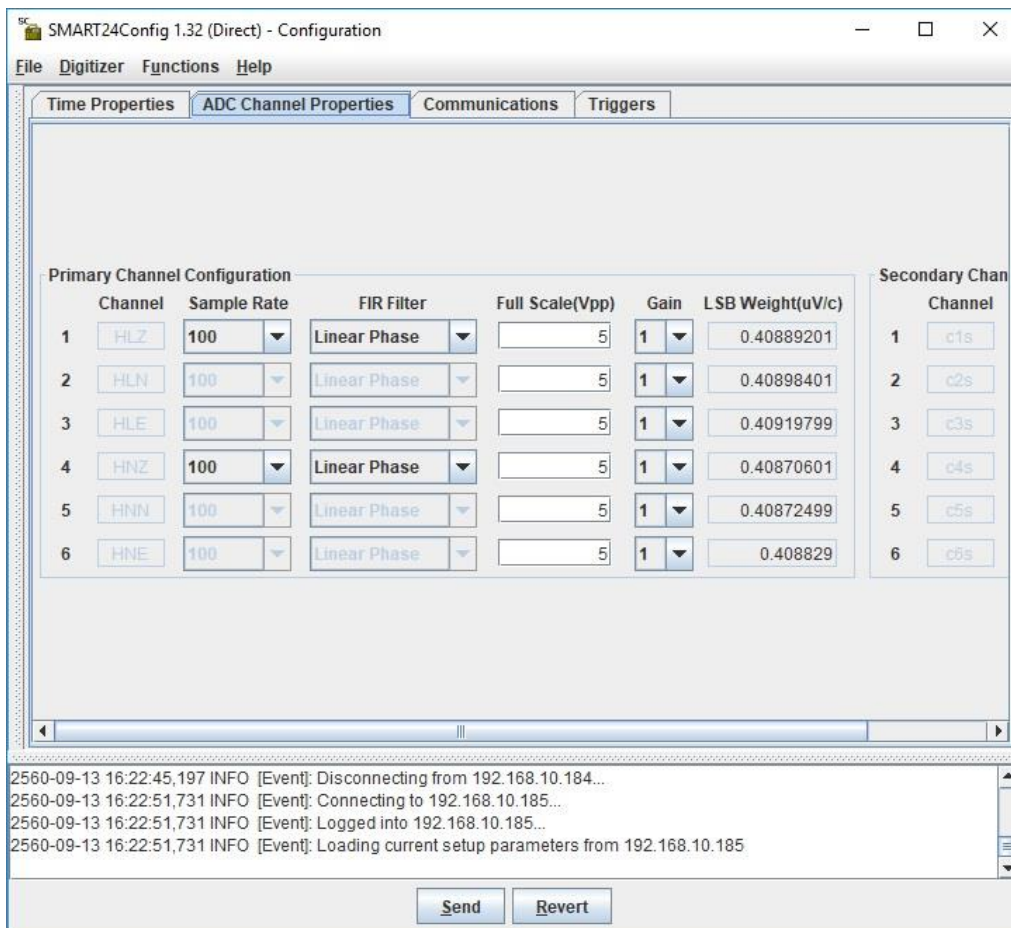 SC SMART24Config 1.32 (Direct) - Configuration
File Digitizer Functions Help
Time Properties ADC Channel Properties Communications Triggers
Primary Channel Configuration Secondary Chan
Channel Sample Rate FIR Filter Full Scale(Vpp) Gain LSB Weight(uV/c) Channel
1 HLZ 100 Linear Phase 5 1 0.40889201 1 c1s
2 HLN 100 Linear Phase 5 1 0.40898401 2 c2s
3 HLE 100 Linear Phase 5 1 0.40919799 3 c3s
4 HNZ 100 Linear Phase 5 1 0.40870601 4 c4s
5 HNN 100 Linear Phase 5 1 0.40872499 5 c5s
6 HNE 100 Linear Phase 5 1 0.408829 6 c6s
2560-09-13 16:22:45,197 INFO [Event]: Disconnecting from 192.168.10.184...
2560-09-13 16:22:51,731 INFO [Event]: Connecting to 192.168.10.185...
2560-09-13 16:22:51,731 INFO [Event]: Logged into 192.168.10.185...
2560-09-13 16:22:51,731 INFO [Event]: Loading current setup parameters from 192.168.10.185
Send Revert